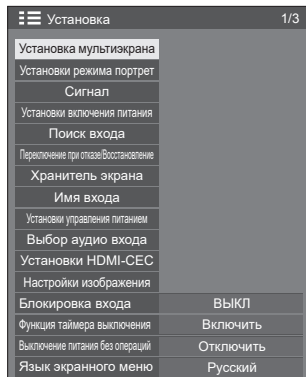 Установка 1/3
Установка мультиэкрана
Установки режима портрет
Сигнал
Установки включения питания
Поиск входа
Переключение при отказе/Восстановление
Хранитель экрана
Имя входа
Установки управления питанием
Выбор аудио входа
Установки HDMI-CEC
Настройки изображения
Блокировка входа ВЫКЛ
Функция таймера выключения Включить
Выключение питания без операций Отключить
Язык экранного меню Русский